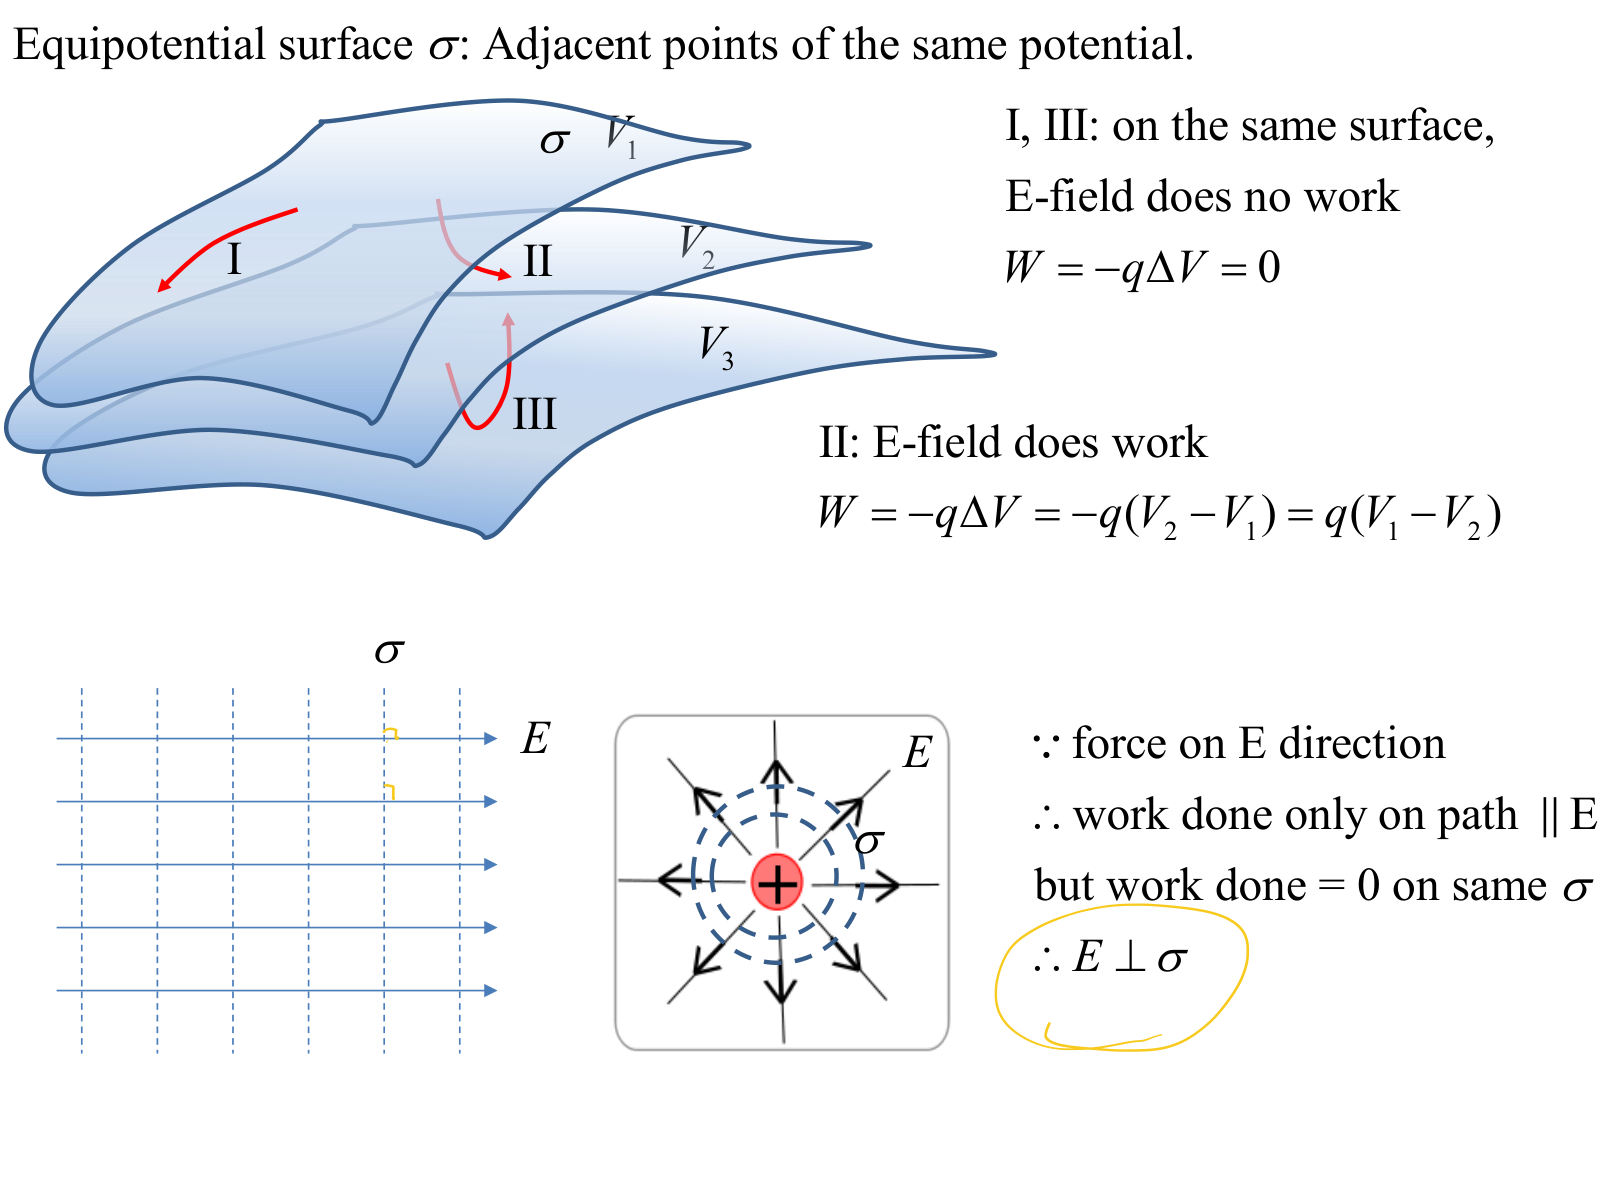 Equipotential surface σ: Adjacent points of the same potential.
σ V₁
I
II
V₂
V₃
III
I, III: on the same surface,
E-field does no work
W = −qΔV = 0
II: E-field does work
W = −qΔV = −q(V₂ − V₁) = q(V₁ − V₂)
σ
E
E
σ
+
∵ force on E direction
∴ work done only on path || E
but work done = 0 on same σ
∴ E ⊥ σ